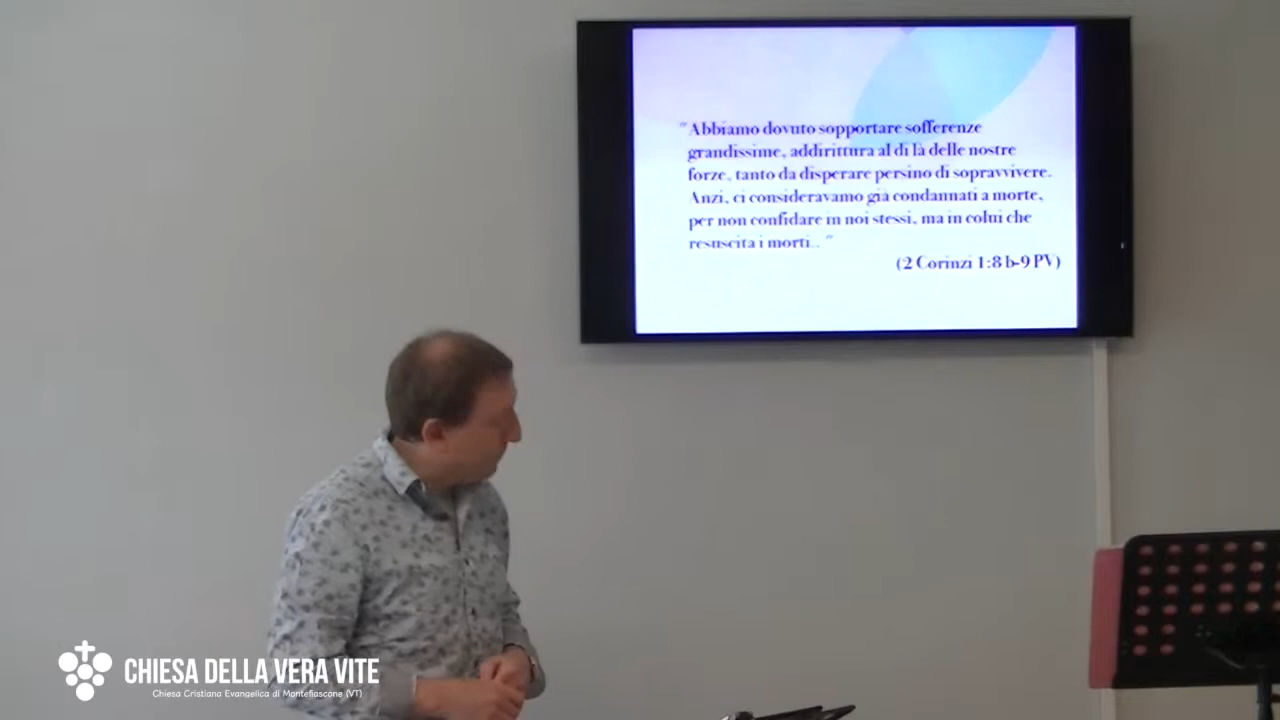 "Abbiamo dovuto sopportare sofferenze
grandissime, addirittura al di là delle nostre
forze, tanto da disperare persino di sopravvivere.
Anzi, ci consideravamo già condannati a morte,
per non confidare in noi stessi, ma in colui che
resuscita i morti.. "
(2 Corinzi 1:8 b-9 PV)
CHIESA DELLA VERA VITE
Chiesa Cristiana Evangelica di Montefiascone (VT)